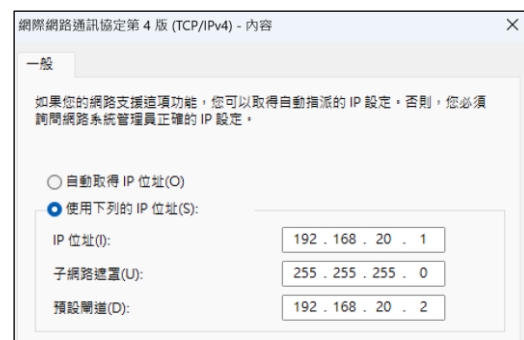 網際網路通訊協定第 4 版 (TCP/IPv4) - 內容
一般
如果您的網路支援這項功能，您可以取得自動指派的 IP 設定。否則，您必須
詢問網路系統管理員正確的 IP 設定。
自動取得 IP 位址(O)
使用下列的 IP 位址(S):
IP 位址(I): 192 . 168 . 20 . 1
子網路遮罩(U): 255 . 255 . 255 . 0
預設閘道(D): 192 . 168 . 20 . 2